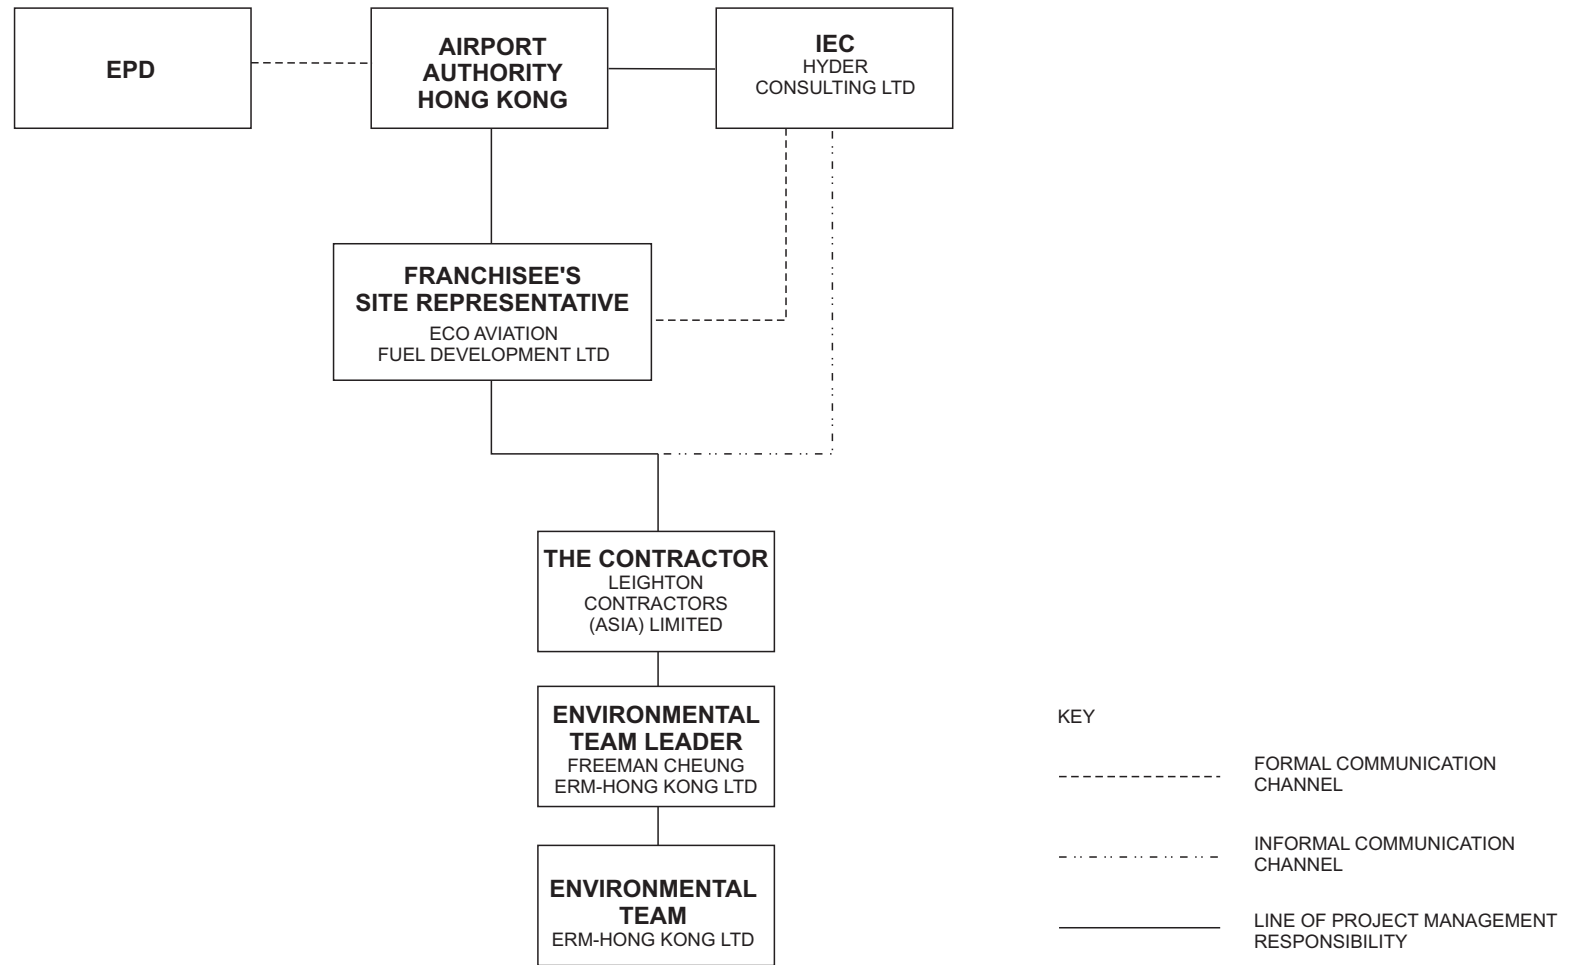 EPD
AIRPORT
AUTHORITY
HONG KONG
IEC
HYDER
CONSULTING LTD
FRANCHISEE'S
SITE REPRESENTATIVE
ECO AVIATION
FUEL DEVELOPMENT LTD
THE CONTRACTOR
LEIGHTON
CONTRACTORS
(ASIA) LIMITED
ENVIRONMENTAL
TEAM LEADER
FREEMAN CHEUNG
ERM-HONG KONG LTD
ENVIRONMENTAL
TEAM
ERM-HONG KONG LTD
KEY
FORMAL COMMUNICATION
CHANNEL
INFORMAL COMMUNICATION
CHANNEL
LINE OF PROJECT MANAGEMENT
RESPONSIBILITY